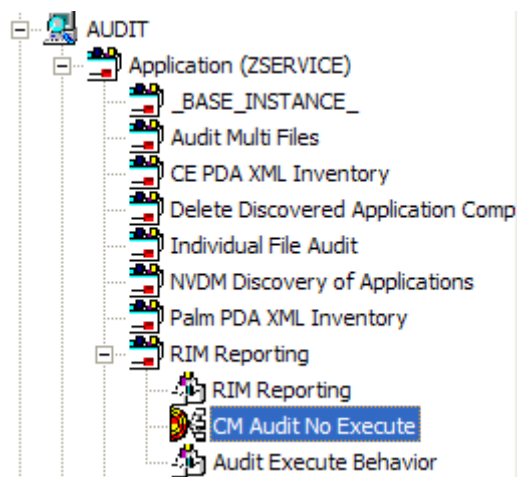 AUDIT
Application (ZSERVICE)
_BASE_INSTANCE_
Audit Multi Files
CE PDA XML Inventory
Delete Discovered Application Comp
Individual File Audit
NVDM Discovery of Applications
Palm PDA XML Inventory
RIM Reporting
RIM Reporting
CM Audit No Execute
Audit Execute Behavior